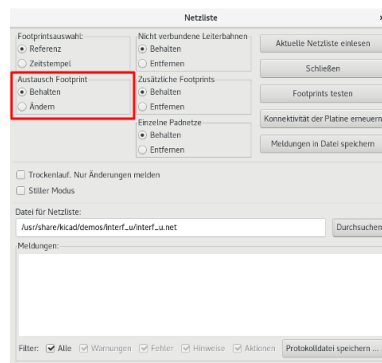 Netzliste
Footprintsauswahl:
Referenz
Zeitstempel
Austausch Footprint
Behalten
Ändern
Nicht verbundene Leiterbahnen
Behalten
Entfernen
Zusätzliche Footprints
Behalten
Entfernen
Einzelne Padnetze
Behalten
Entfernen
Aktuelle Netzliste einlesen
Schließen
Footprints testen
Konnektivität der Platine erneuern
Meldungen in Datei speichern
Trockenlauf. Nur Änderungen melden
Stiller Modus
Datei für Netzliste:
/usr/share/kicad/demos/interf_u/interf_u.net Durchsuchen
Meldungen:
Filter: Alle Warnungen Fehler Hinweise Aktionen Protokolldatei speichern ...